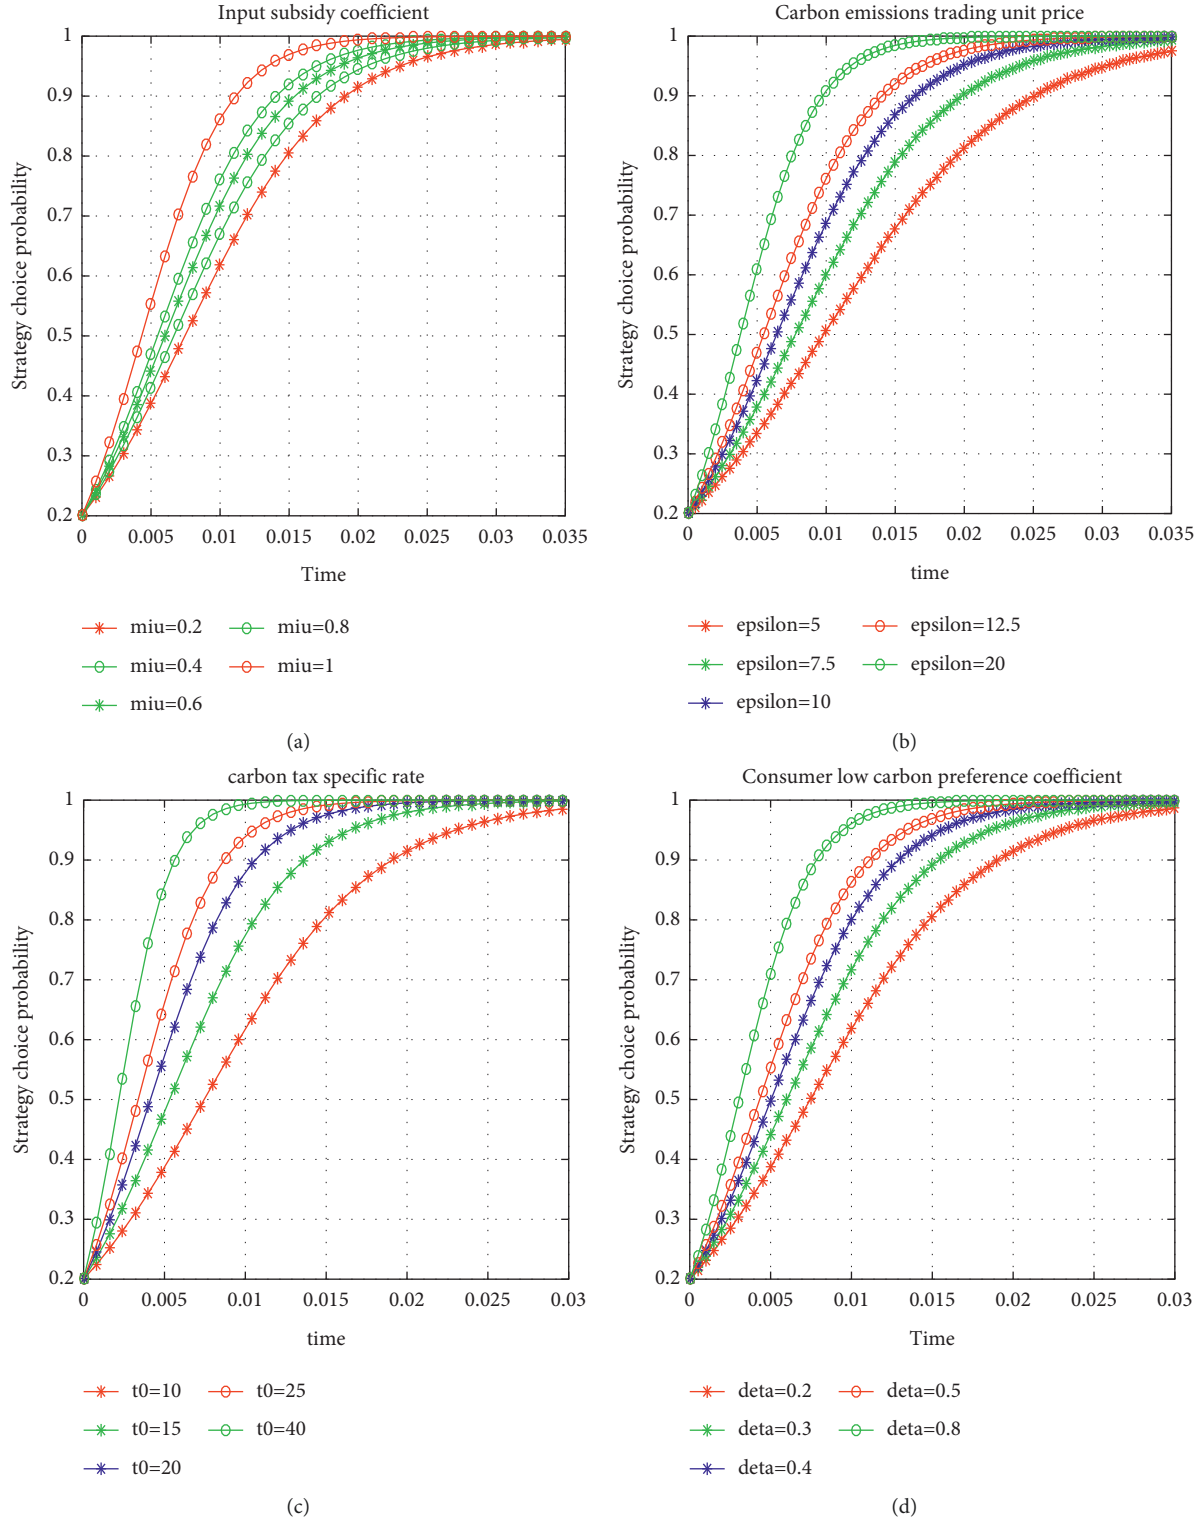 Input subsidy coefficient
1
0.9
0.8
0.7
0.6
0.5
0.4
0.3
0.2
Strategy choice probability
0 0.005 0.01 0.015 0.02 0.025 0.03 0.035
Time
miu=0.2 miu=0.8
miu=0.4 miu=1
miu=0.6
(a)
Carbon emissions trading unit price
1
0.9
0.8
0.7
0.6
0.5
0.4
0.3
0.2
Strategy choice probability
0 0.005 0.01 0.015 0.02 0.025 0.03 0.035
time
epsilon=5 epsilon=12.5
epsilon=7.5 epsilon=20
epsilon=10
(b)
carbon tax specific rate
1
0.9
0.8
0.7
0.6
0.5
0.4
0.3
0.2
Strategy choice probability
0 0.005 0.01 0.015 0.02 0.025 0.03
time
t0=10 t0=25
t0=15 t0=40
t0=20
(c)
Consumer low carbon preference coefficient
1
0.9
0.8
0.7
0.6
0.5
0.4
0.3
0.2
Strategy choice probability
0 0.005 0.01 0.015 0.02 0.025 0.03
Time
deta=0.2 deta=0.5
deta=0.3 deta=0.8
deta=0.4
(d)